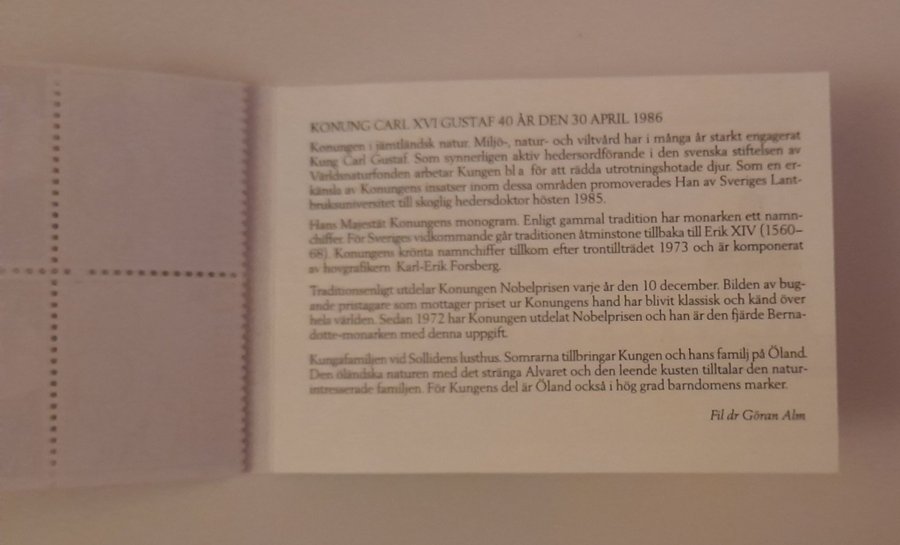 KONUNG CARL XVI GUSTAF 40 ÅR DEN 30 APRIL 1986
Konungen i jämtländsk natur. Miljö-, natur- och viltvård har i många år starkt engagerat
Kung Carl Gustaf. Som synnerligen aktiv hedersordförande i den svenska stiftelsen av
Världsnaturfonden arbetar Kungen bl a för att rädda utrotningshotade djur. Som en er-
känsla av Konungens insatser inom dessa områden promoverades Han av Sveriges Lant-
bruksuniversitet till skoglig hedersdoktor hösten 1985.
Hans Majestät Konungens monogram. Enligt gammal tradition har monarken ett namn-
chiffer. För Sveriges vidkommande går traditionen åtminstone tillbaka till Erik XIV (1560–
68). Konungens krönta namnchiffer tillkom efter trontillträdet 1973 och är komponerat
av hovgrafikern Karl-Erik Forsberg.
Traditionsenligt utdelar Konungen Nobelprisen varje år den 10 december. Bilden av bug-
ande pristagare som mottager priset ur Konungens hand har blivit klassisk och känd över
hela världen. Sedan 1972 har Konungen utdelat Nobelprisen och han är den fjärde Berna-
dotte-monarken med denna uppgift.
Kungafamiljen vid Sollidens lusthus. Somrarna tillbringar Kungen och hans familj på Öland.
Den öländska naturen med det stränga Alvaret och den leende kusten tilltalar den natur-
intresserade familjen. För Kungens del är Öland också i hög grad barndomens marker.
Fil dr Göran Alm